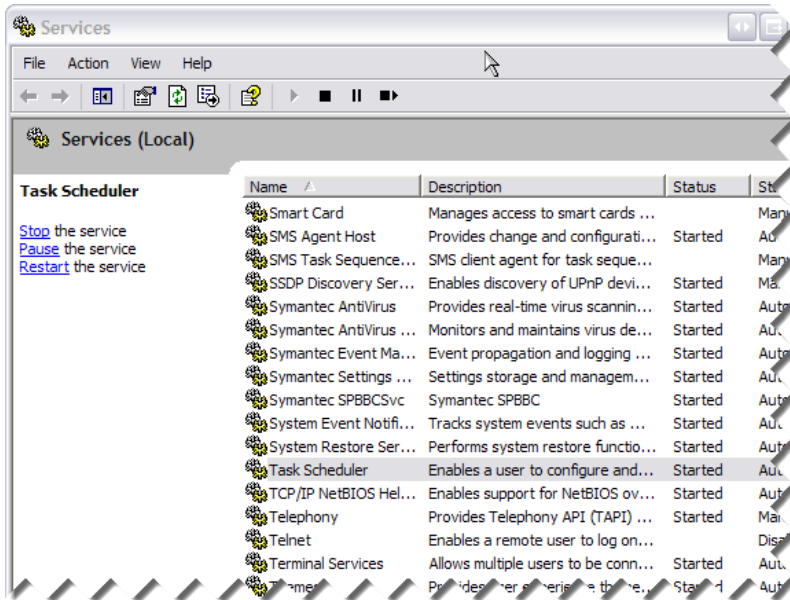 Services
File Action View Help
Services (Local)
Task Scheduler
Stop the service
Pause the service
Restart the service
Name Description Status
Smart Card Manages access to smart cards ...
SMS Agent Host Provides change and configurati... Started
SMS Task Sequence... SMS client agent for task seque...
SSDP Discovery Ser... Enables discovery of UPnP devi... Started
Symantec AntiVirus Provides real-time virus scannin... Started
Symantec AntiVirus ... Monitors and maintains virus de... Started
Symantec Event Ma... Event propagation and logging ... Started
Symantec Settings ... Settings storage and managem... Started
Symantec SPBBCSvc Symantec SPBBC Started
System Event Notifi... Tracks system events such as ... Started
System Restore Ser... Performs system restore functio... Started
Task Scheduler Enables a user to configure and... Started
TCP/IP NetBIOS Hel... Enables support for NetBIOS ov... Started
Telephony Provides Telephony API (TAPI) ... Started
Telnet Enables a remote user to log on...
Terminal Services Allows multiple users to be conn... Started